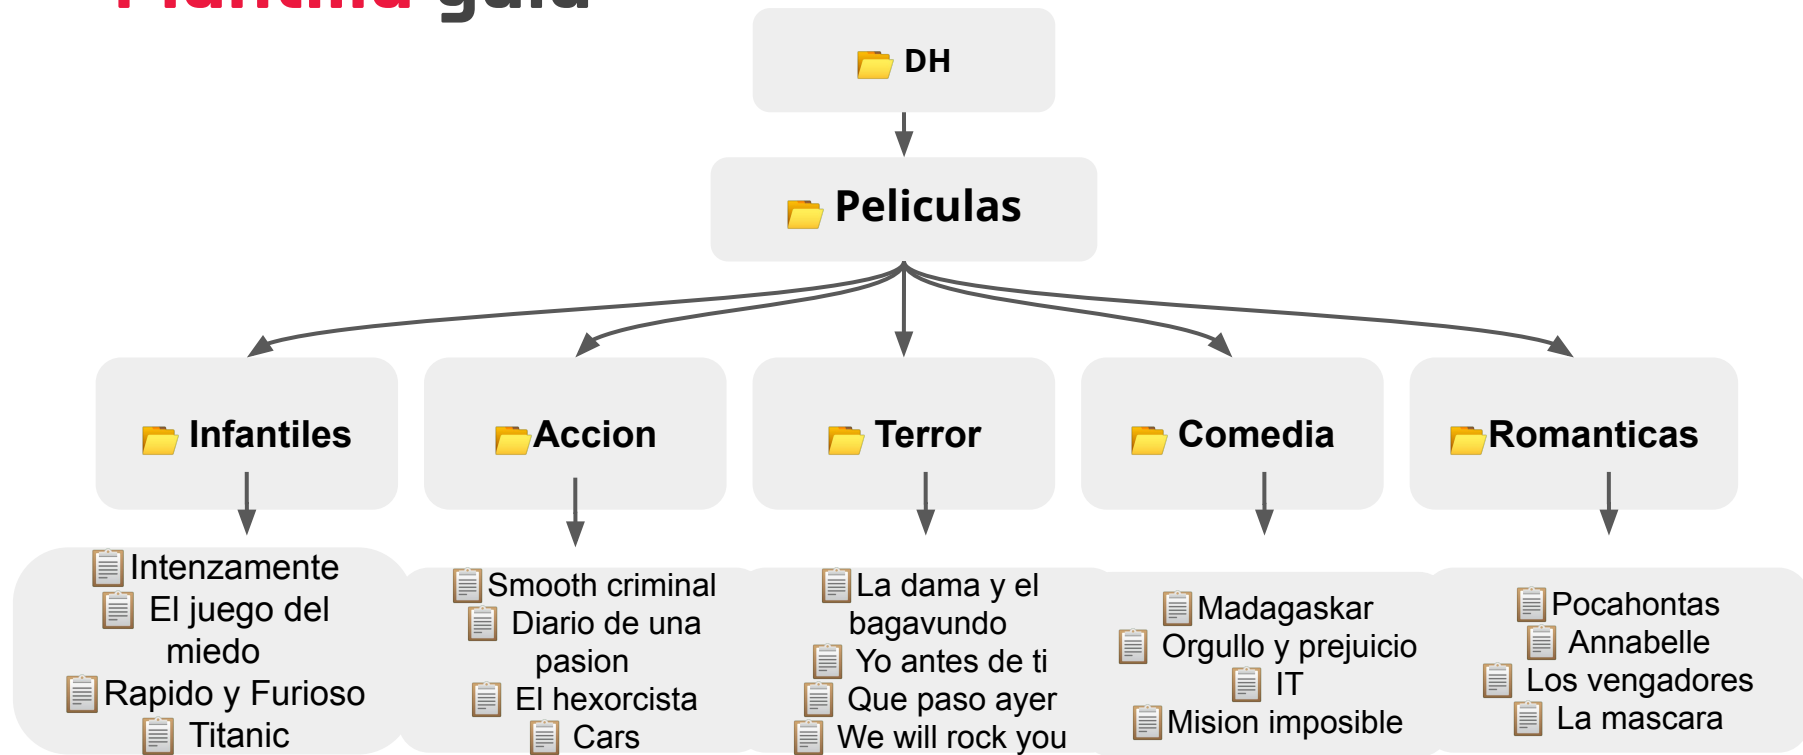 Plantilla guia
DH
Peliculas
Infantiles
Accion
Terror
Comedia
Romanticas
Intenzamente
El juego del
miedo
Rapido y Furioso
Titanic
Smooth criminal
Diario de una
pasion
El hexorcista
Cars
La dama y el
bagavundo
Yo antes de ti
Que paso ayer
We will rock you
Madagaskar
Orgullo y prejuicio
IT
Mision imposible
Pocahontas
Annabelle
Los vengadores
La mascara